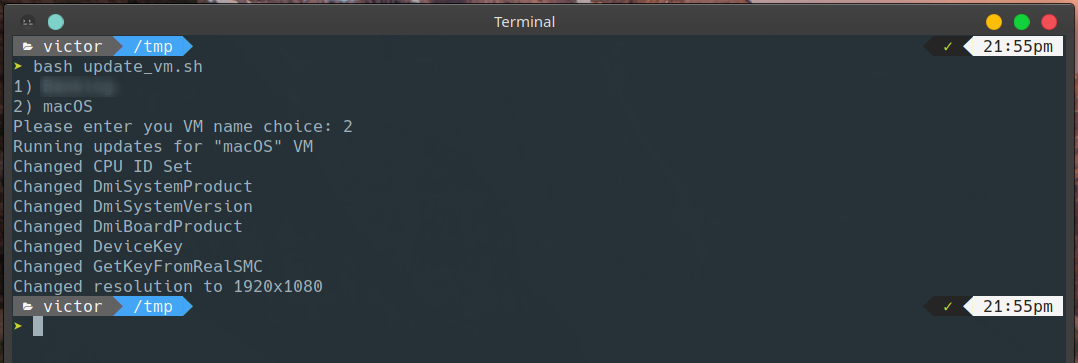 Terminal
victor /tmp ✓ 21:55pm
➤ bash update_vm.sh
1)
2) macOS
Please enter you VM name choice: 2
Running updates for "macOS" VM
Changed CPU ID Set
Changed DmiSystemProduct
Changed DmiSystemVersion
Changed DmiBoardProduct
Changed DeviceKey
Changed GetKeyFromRealSMC
Changed resolution to 1920x1080
victor /tmp ✓ 21:55pm
➤